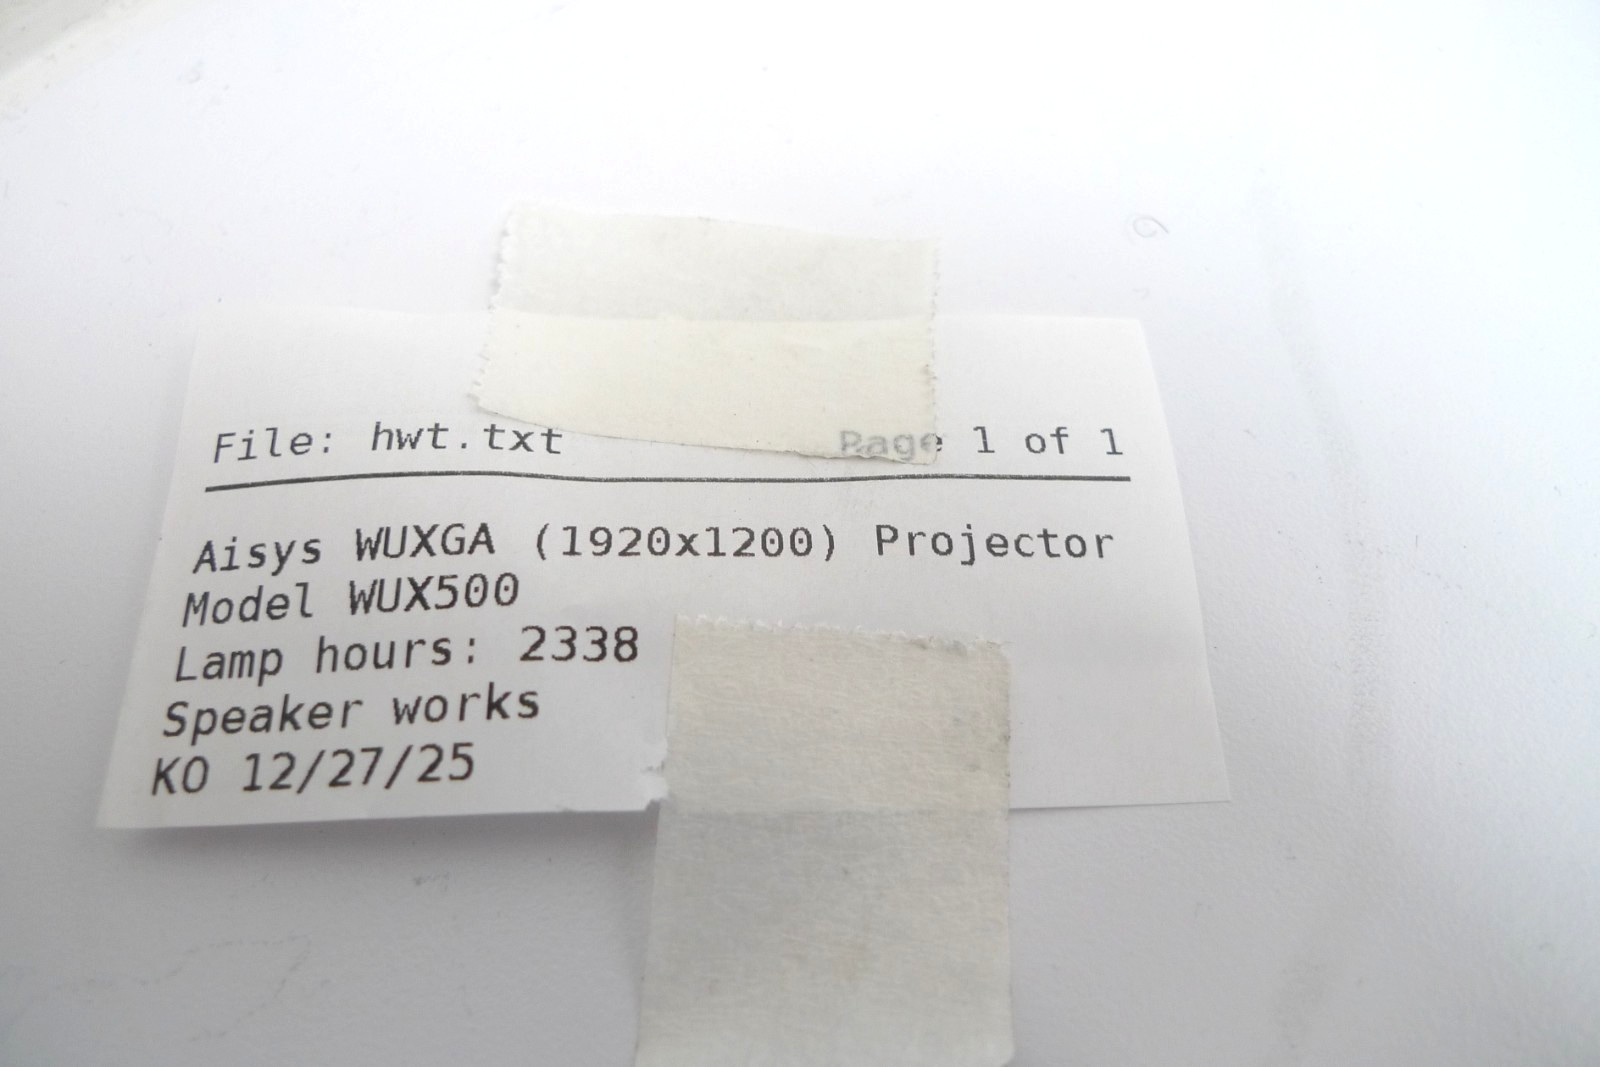 File: hwt.txt Page 1 of 1
Aisys WUXGA (1920x1200) Projector
Model WUX500
Lamp hours: 2338
Speaker works
KO 12/27/25